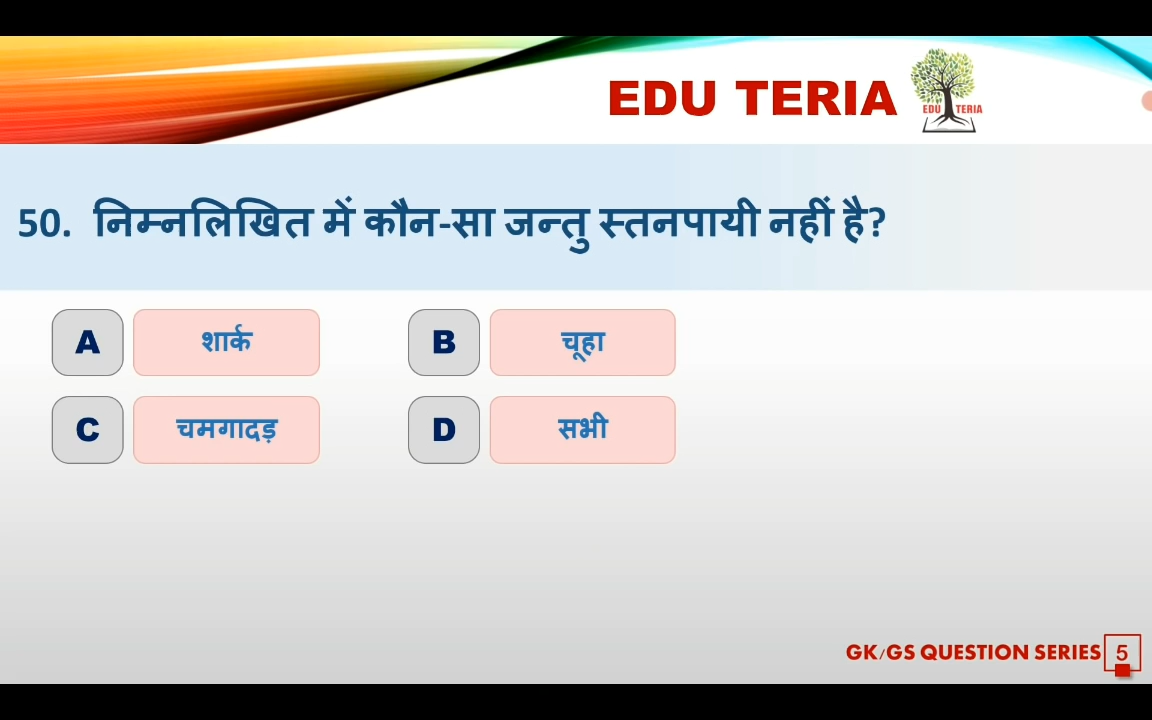 EDU TERIA
EDU TERIA
50. निम्नलिखित में कौन-सा जन्तु स्तनपायी नहीं है?
A शार्क
B चूहा
C चमगादड़
D सभी
GK/GS QUESTION SERIES 5